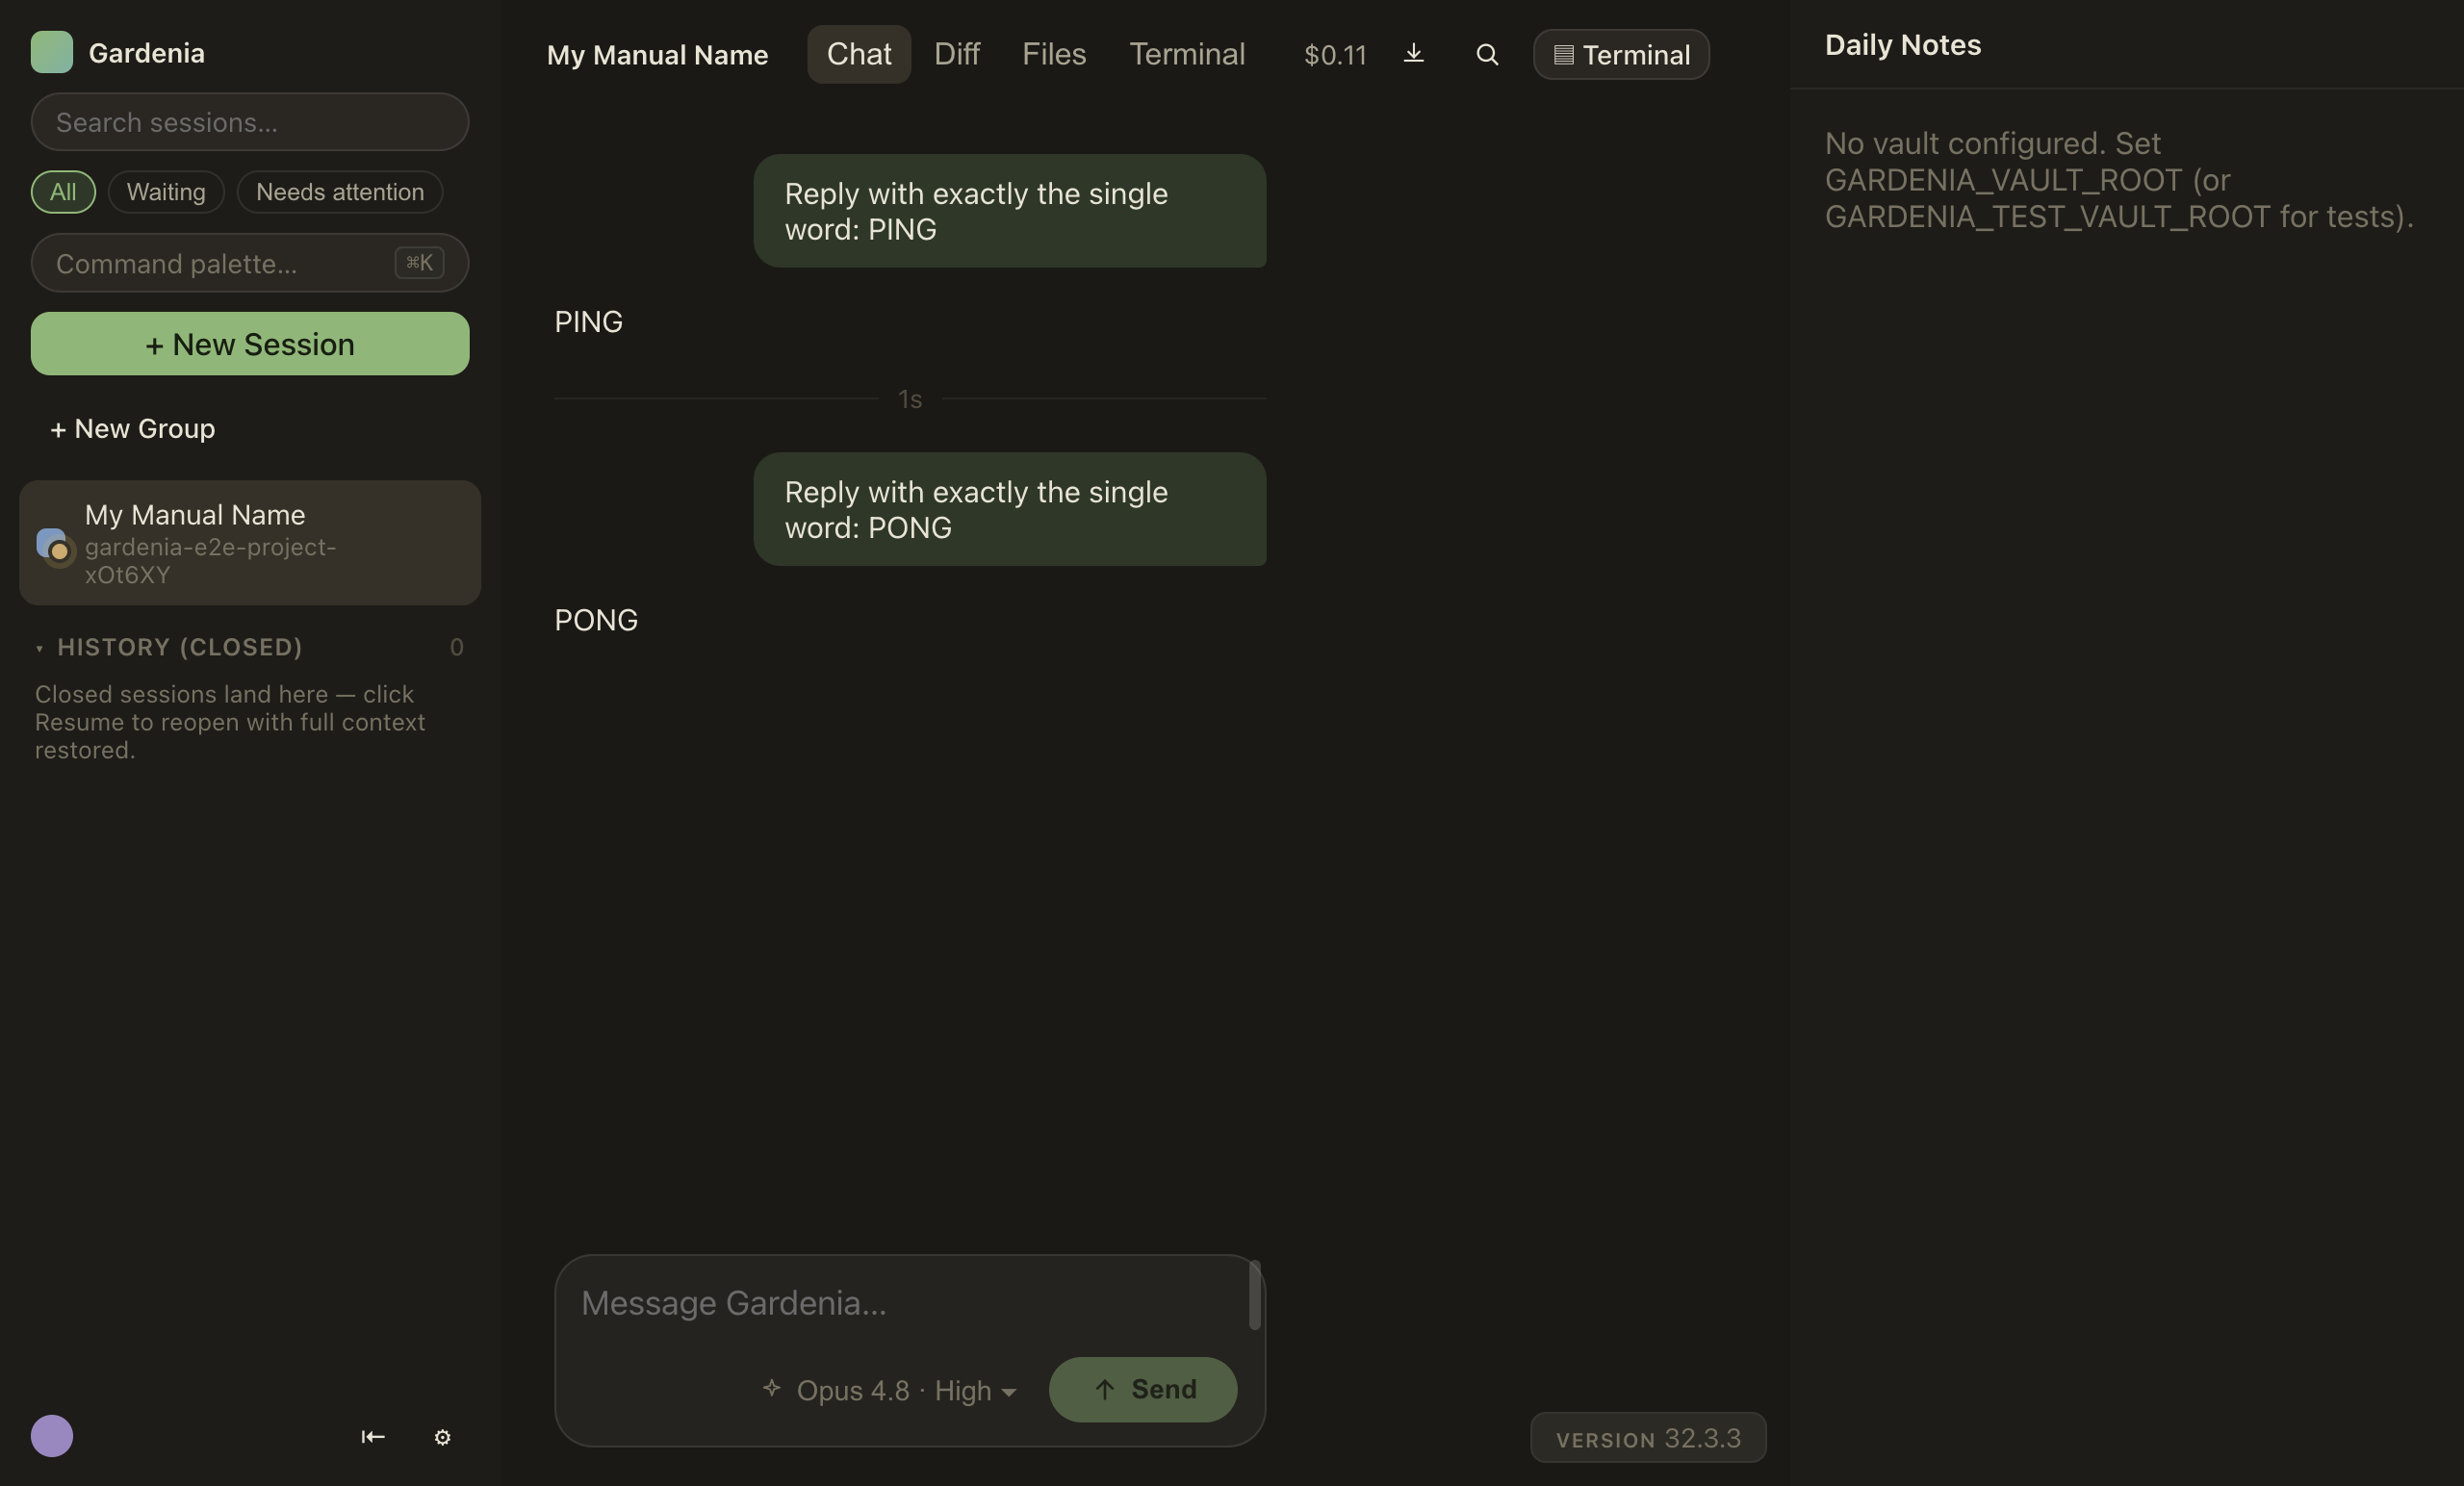 Gardenia
Search sessions...
All
Waiting
Needs attention
Command palette...
⌘K
+ New Session
+ New Group
My Manual Name
gardenia-e2e-project-
xOt6XY
HISTORY (CLOSED)
0
Closed sessions land here — click
Resume to reopen with full context
restored.
My Manual Name
Chat
Diff
Files
Terminal
$0.11
Terminal
Reply with exactly the single
word: PING
PING
1s
Reply with exactly the single
word: PONG
PONG
Message Gardenia...
Opus 4.8 · High
Send
VERSION 32.3.3
Daily Notes
No vault configured. Set
GARDENIA_VAULT_ROOT (or
GARDENIA_TEST_VAULT_ROOT for tests).